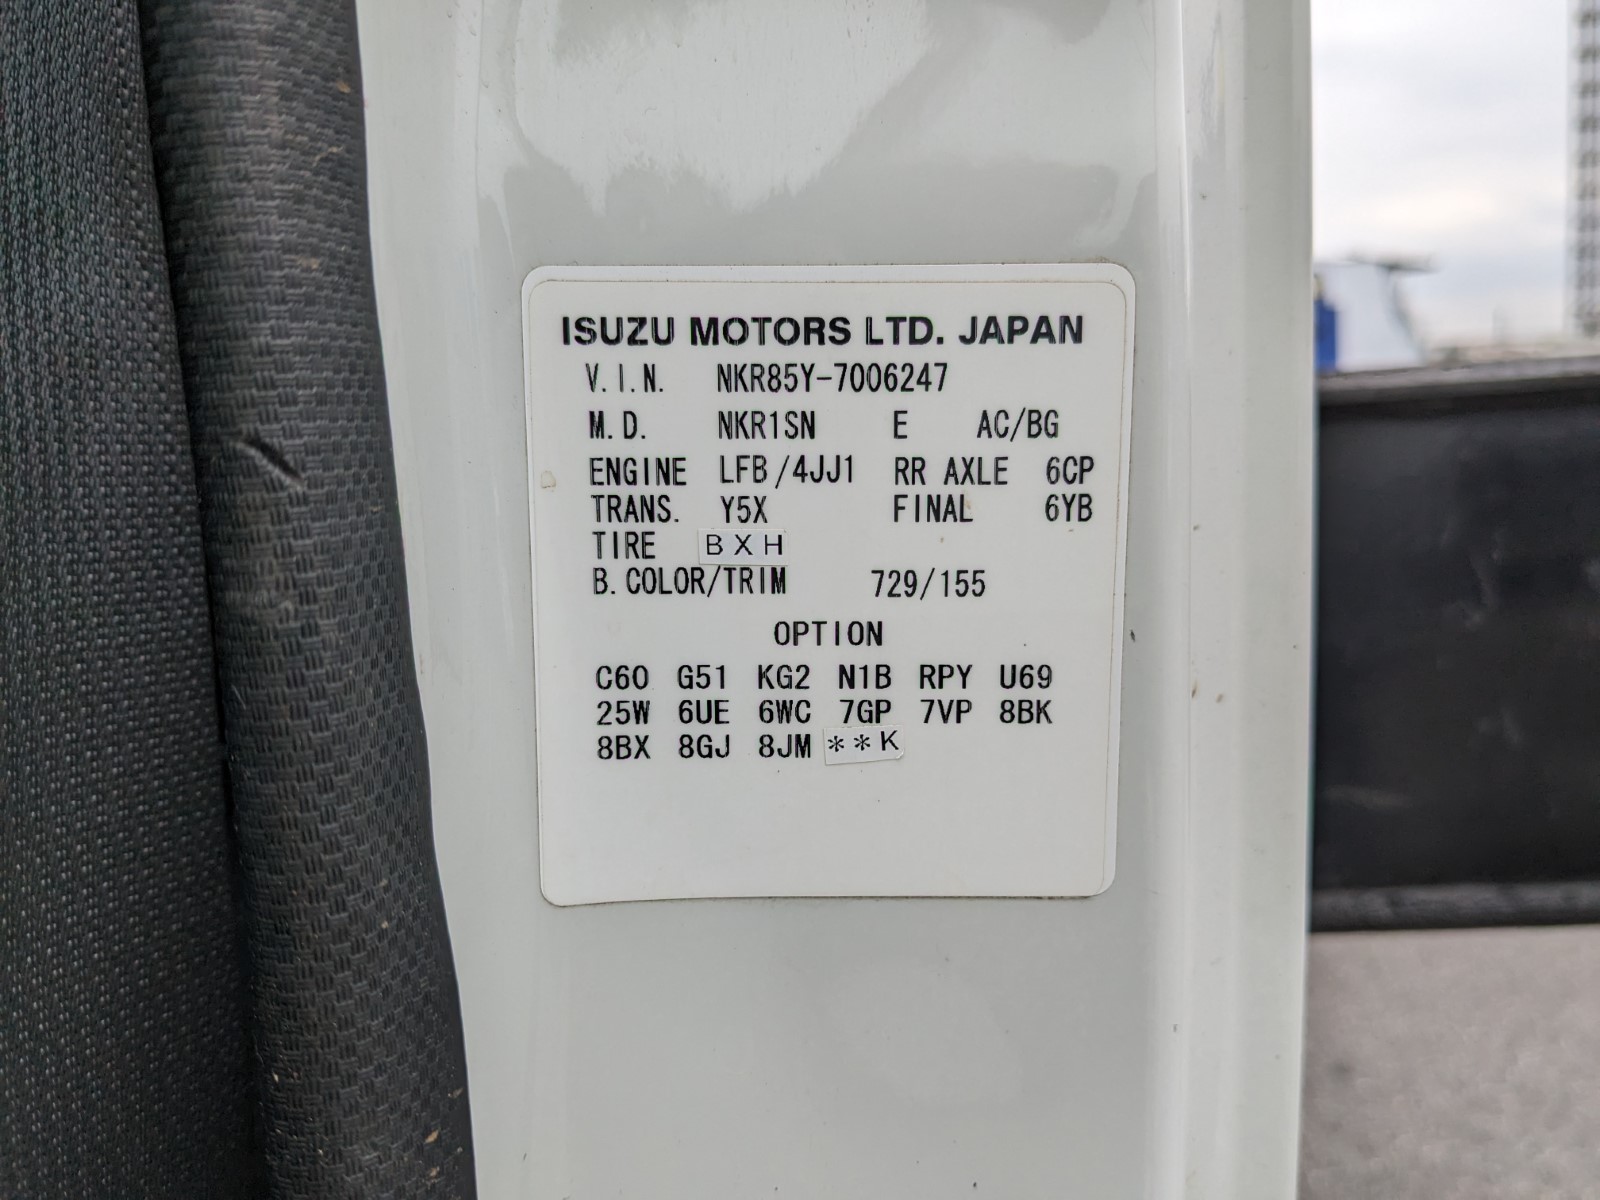 ISUZU MOTORS LTD. JAPAN
V.I.N. NKR85Y-7006247
M.D. NKR1SN E AC/BG
ENGINE LFB/4JJ1 RR AXLE 6CP
TRANS. Y5X FINAL 6YB
TIRE BXH
B.COLOR/TRIM 729/155
OPTION
C60 G51 KG2 N1B RPY U69
25W 6UE 6WC 7GP 7VP 8BK
8BX 8GJ 8JM **K